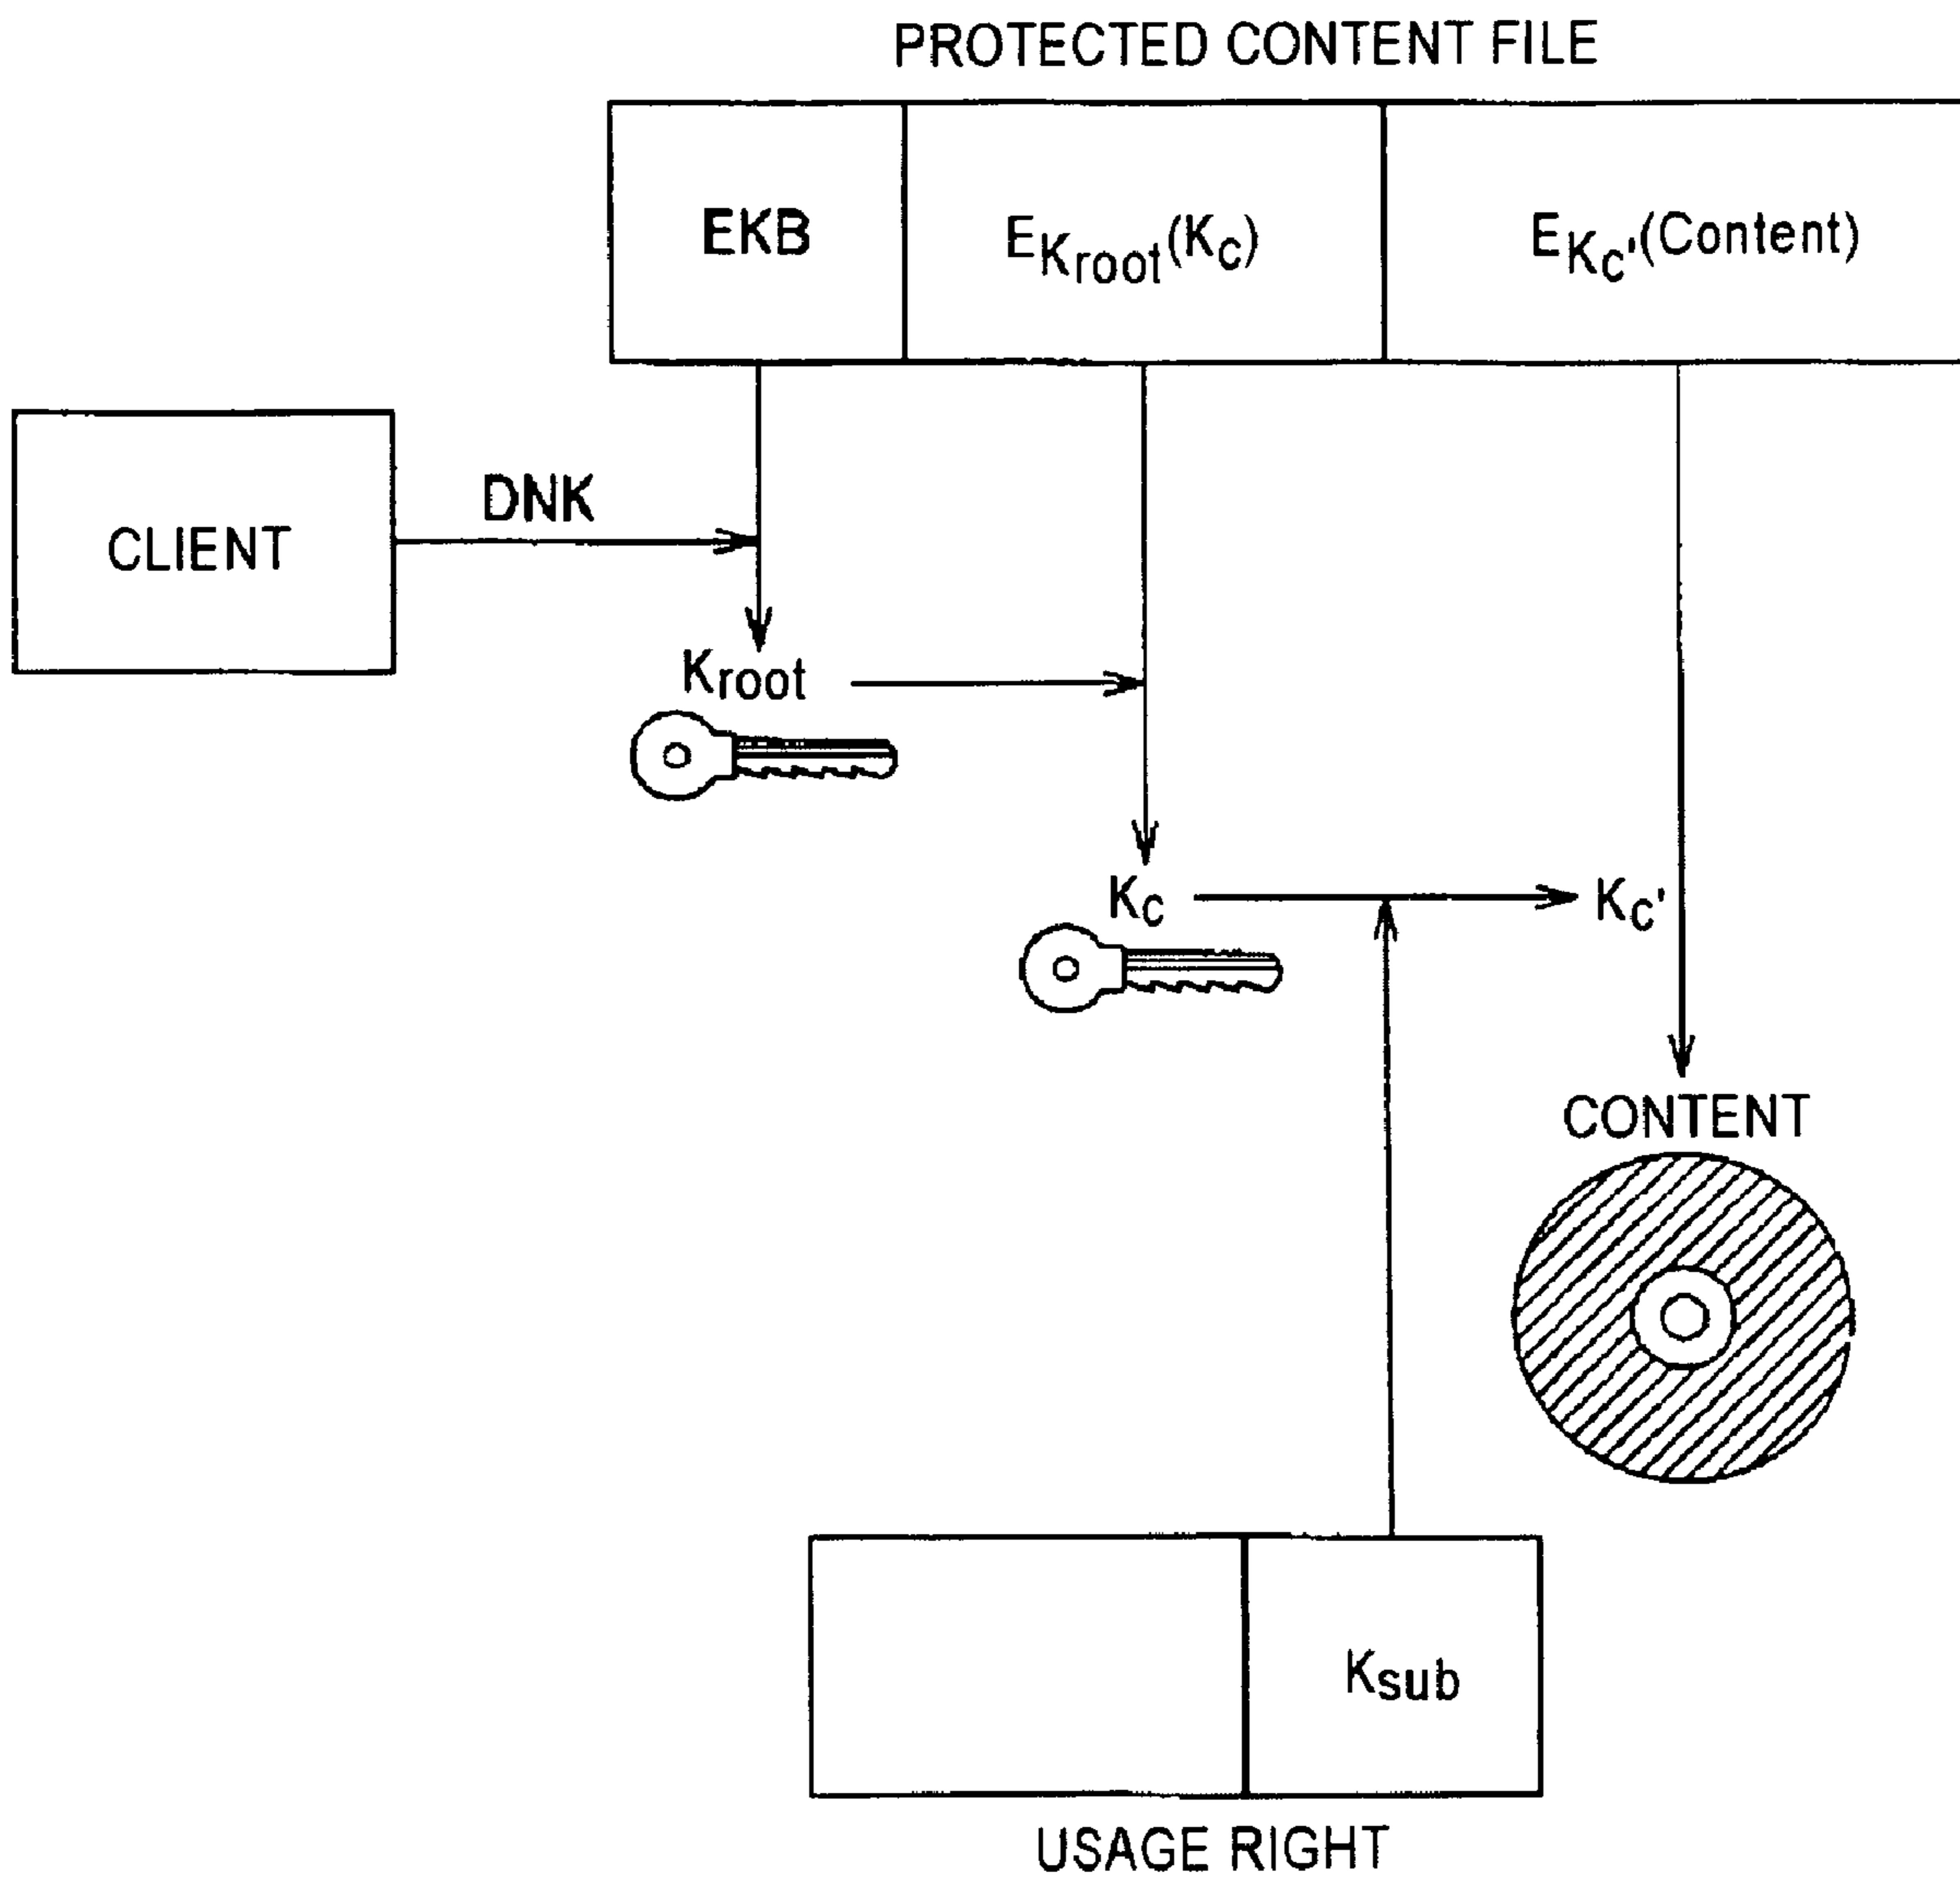 PROTECTED CONTENT FILE
EKB
EKroot(Kc)
EKc'(Content)
CLIENT
DNK
Kroot
Kc
Kc'
CONTENT
Ksub
USAGE RIGHT